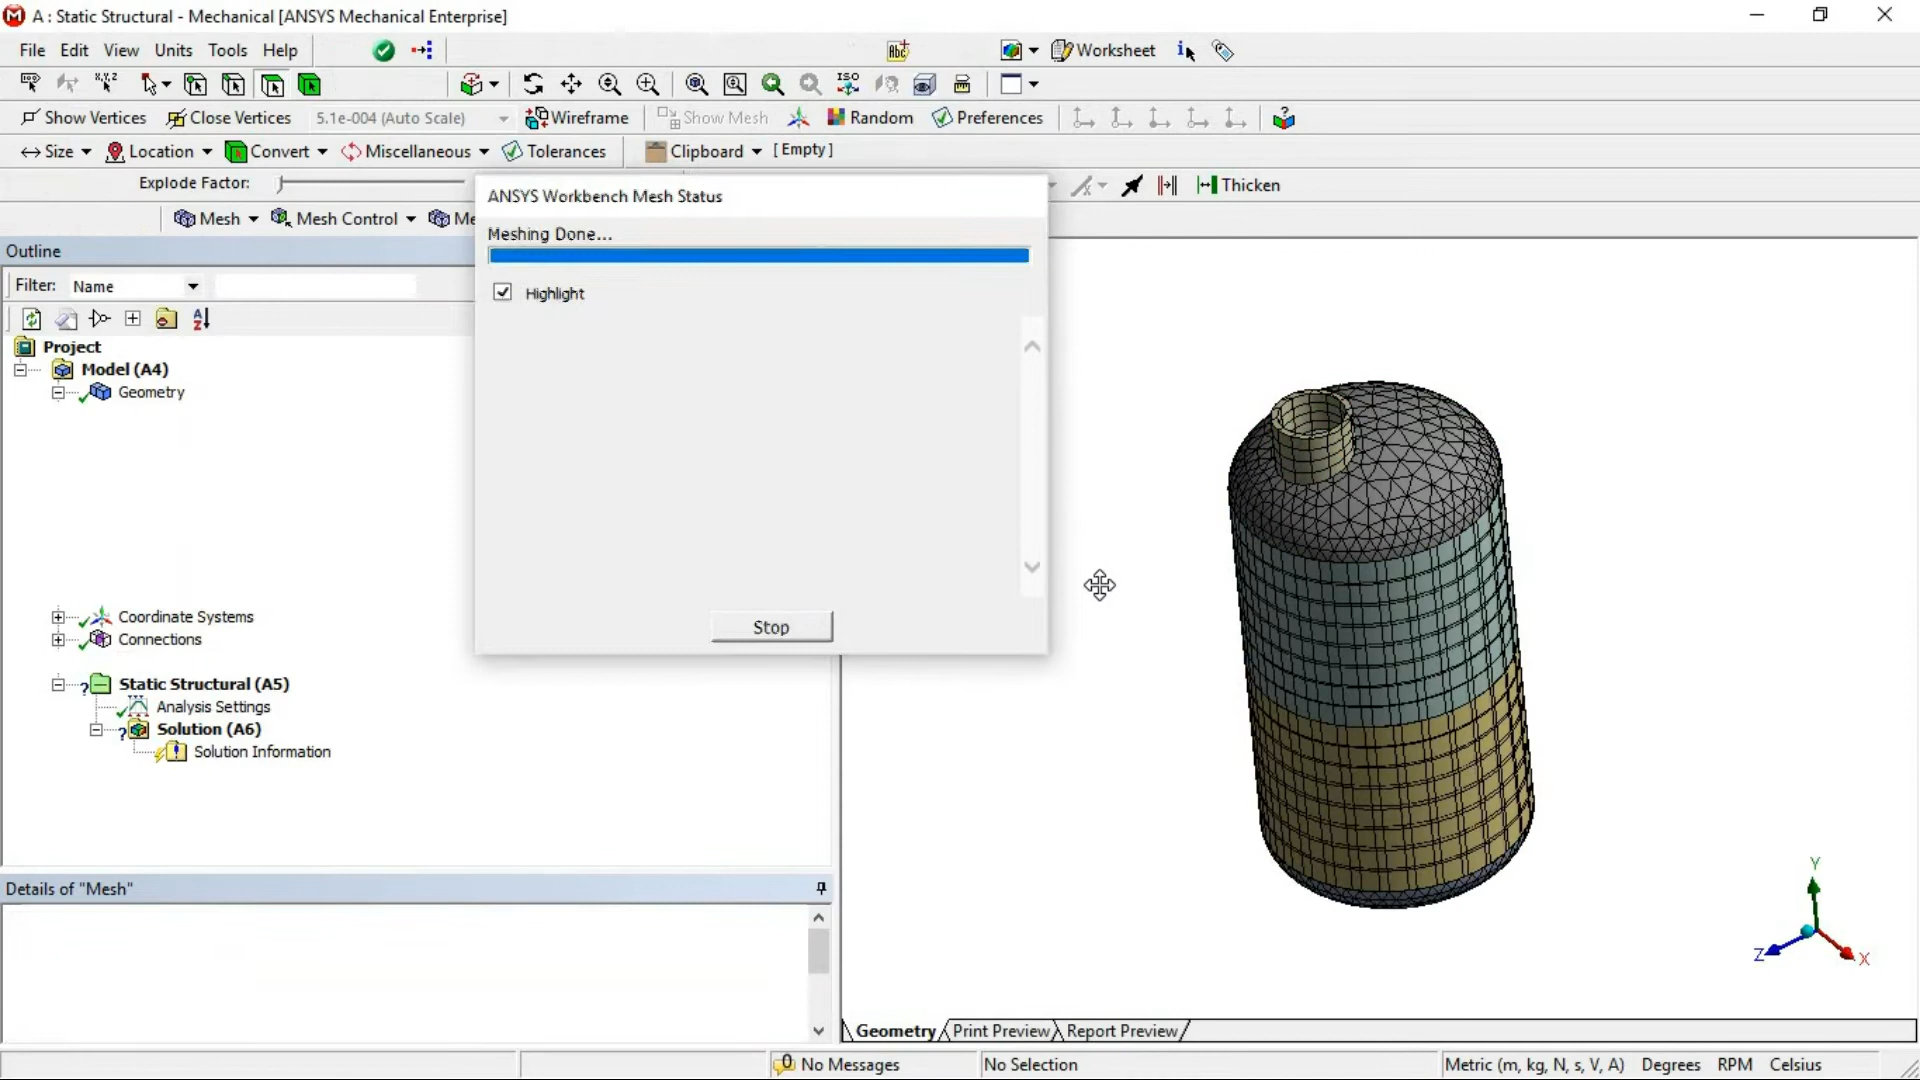 A : Static Structural - Mechanical [ANSYS Mechanical Enterprise]
File Edit View Units Tools Help Worksheet
Show Vertices Close Vertices 5.1e-004 (Auto Scale) Wireframe Show Mesh Random Preferences
Size Location Convert Miscellaneous Tolerances Clipboard [ Empty ]
Explode Factor: Thicken
Mesh Mesh Control Me
ANSYS Workbench Mesh Status
Meshing Done...
Highlight
Stop
Outline
Filter: Name
Project
Model (A4)
Geometry
Coordinate Systems
Connections
Static Structural (A5)
Analysis Settings
Solution (A6)
Solution Information
Details of "Mesh"
Y
Z
X
Geometry Print Preview Report Preview
No Messages No Selection Metric (m, kg, N, s, V, A) Degrees RPM Celsius